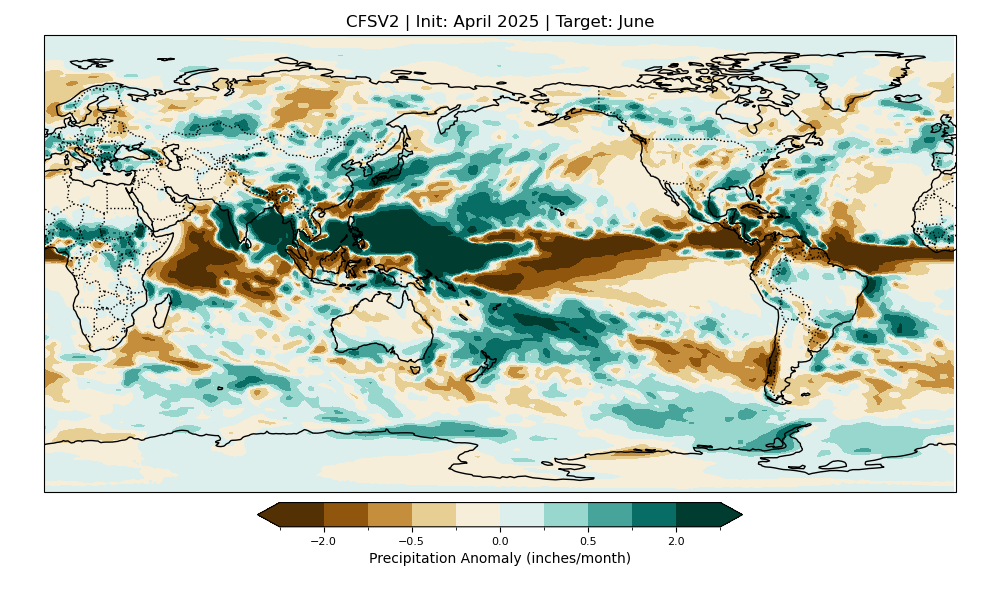 CFSV2 | Init: April 2025 | Target: June
−2.0 −0.5 0.0 0.5 2.0
Precipitation Anomaly (inches/month)